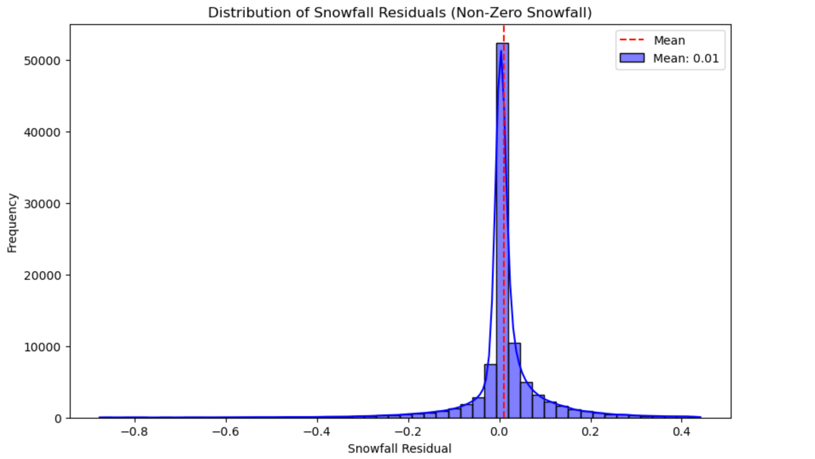 Distribution of Snowfall Residuals (Non-Zero Snowfall)
Mean
Mean: 0.01
Frequency
50000
40000
30000
20000
10000
0
−0.8 −0.6 −0.4 −0.2 0.0 0.2 0.4
Snowfall Residual